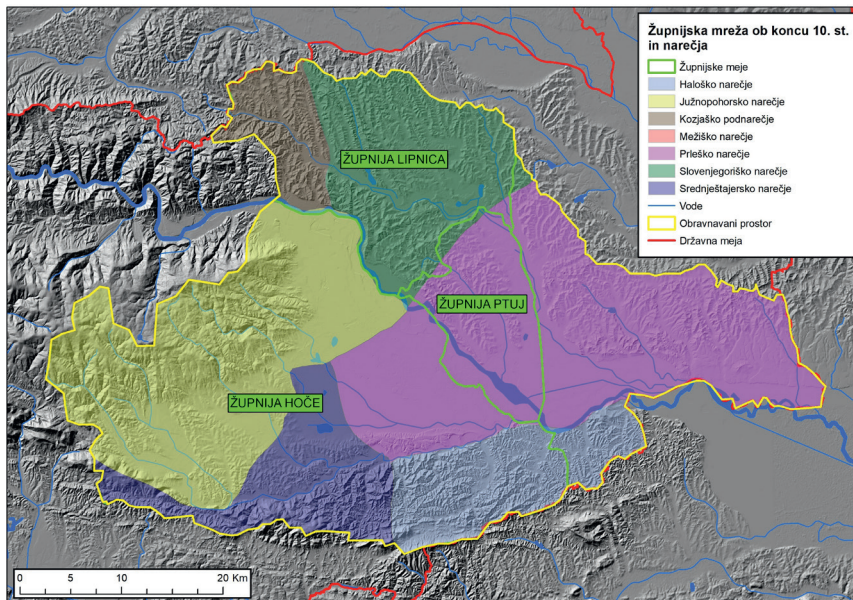 Župnijska mreža ob koncu 10. st.
in narečja
Župnijske meje
Haloško narečje
Južnopohorsko narečje
Kozjaško podnarečje
Mežiško narečje
Prleško narečje
Slovenjegoriško narečje
Srednještajersko narečje
Vode
Obravnavani prostor
Državna meja
ŽUPNIJA LIPNICA
ŽUPNIJA PTUJ
ŽUPNIJA HOČE
0 5 10 20 Km